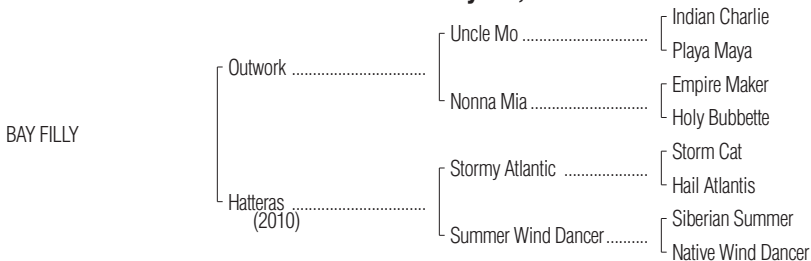 Indian Charlie
Uncle Mo ..............................
Playa Maya
Outwork ................................
Empire Maker
Nonna Mia ............................
Holy Bubbette
BAY FILLY
Storm Cat
Stormy Atlantic ....................
Hail Atlantis
Hatteras ................................
(2010)
Siberian Summer
Summer Wind Dancer..........
Native Wind Dancer